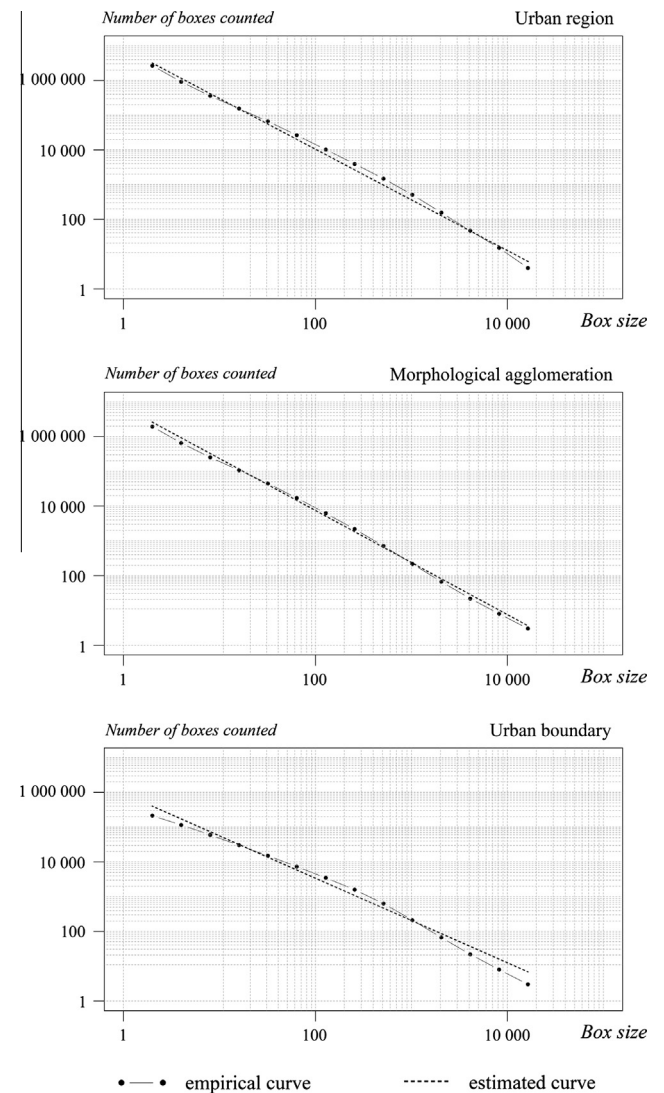 Number of boxes counted Urban region
1 000 000
10 000
100
1
1 100 10 000 Box size
Number of boxes counted Morphological agglomeration
1 000 000
10 000
100
1
1 100 10 000 Box size
Number of boxes counted Urban boundary
1 000 000
10 000
100
1
1 100 10 000 Box size
empirical curve estimated curve